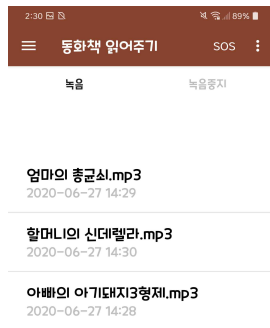 2:30 89%
동화책 읽어주기 SOS
녹음 녹음중지
엄마의 총균쇠.mp3
2020-06-27 14:29
할머니의 신데렐라.mp3
2020-06-27 14:30
아빠의 아기돼지3형제.mp3
2020-06-27 14:28